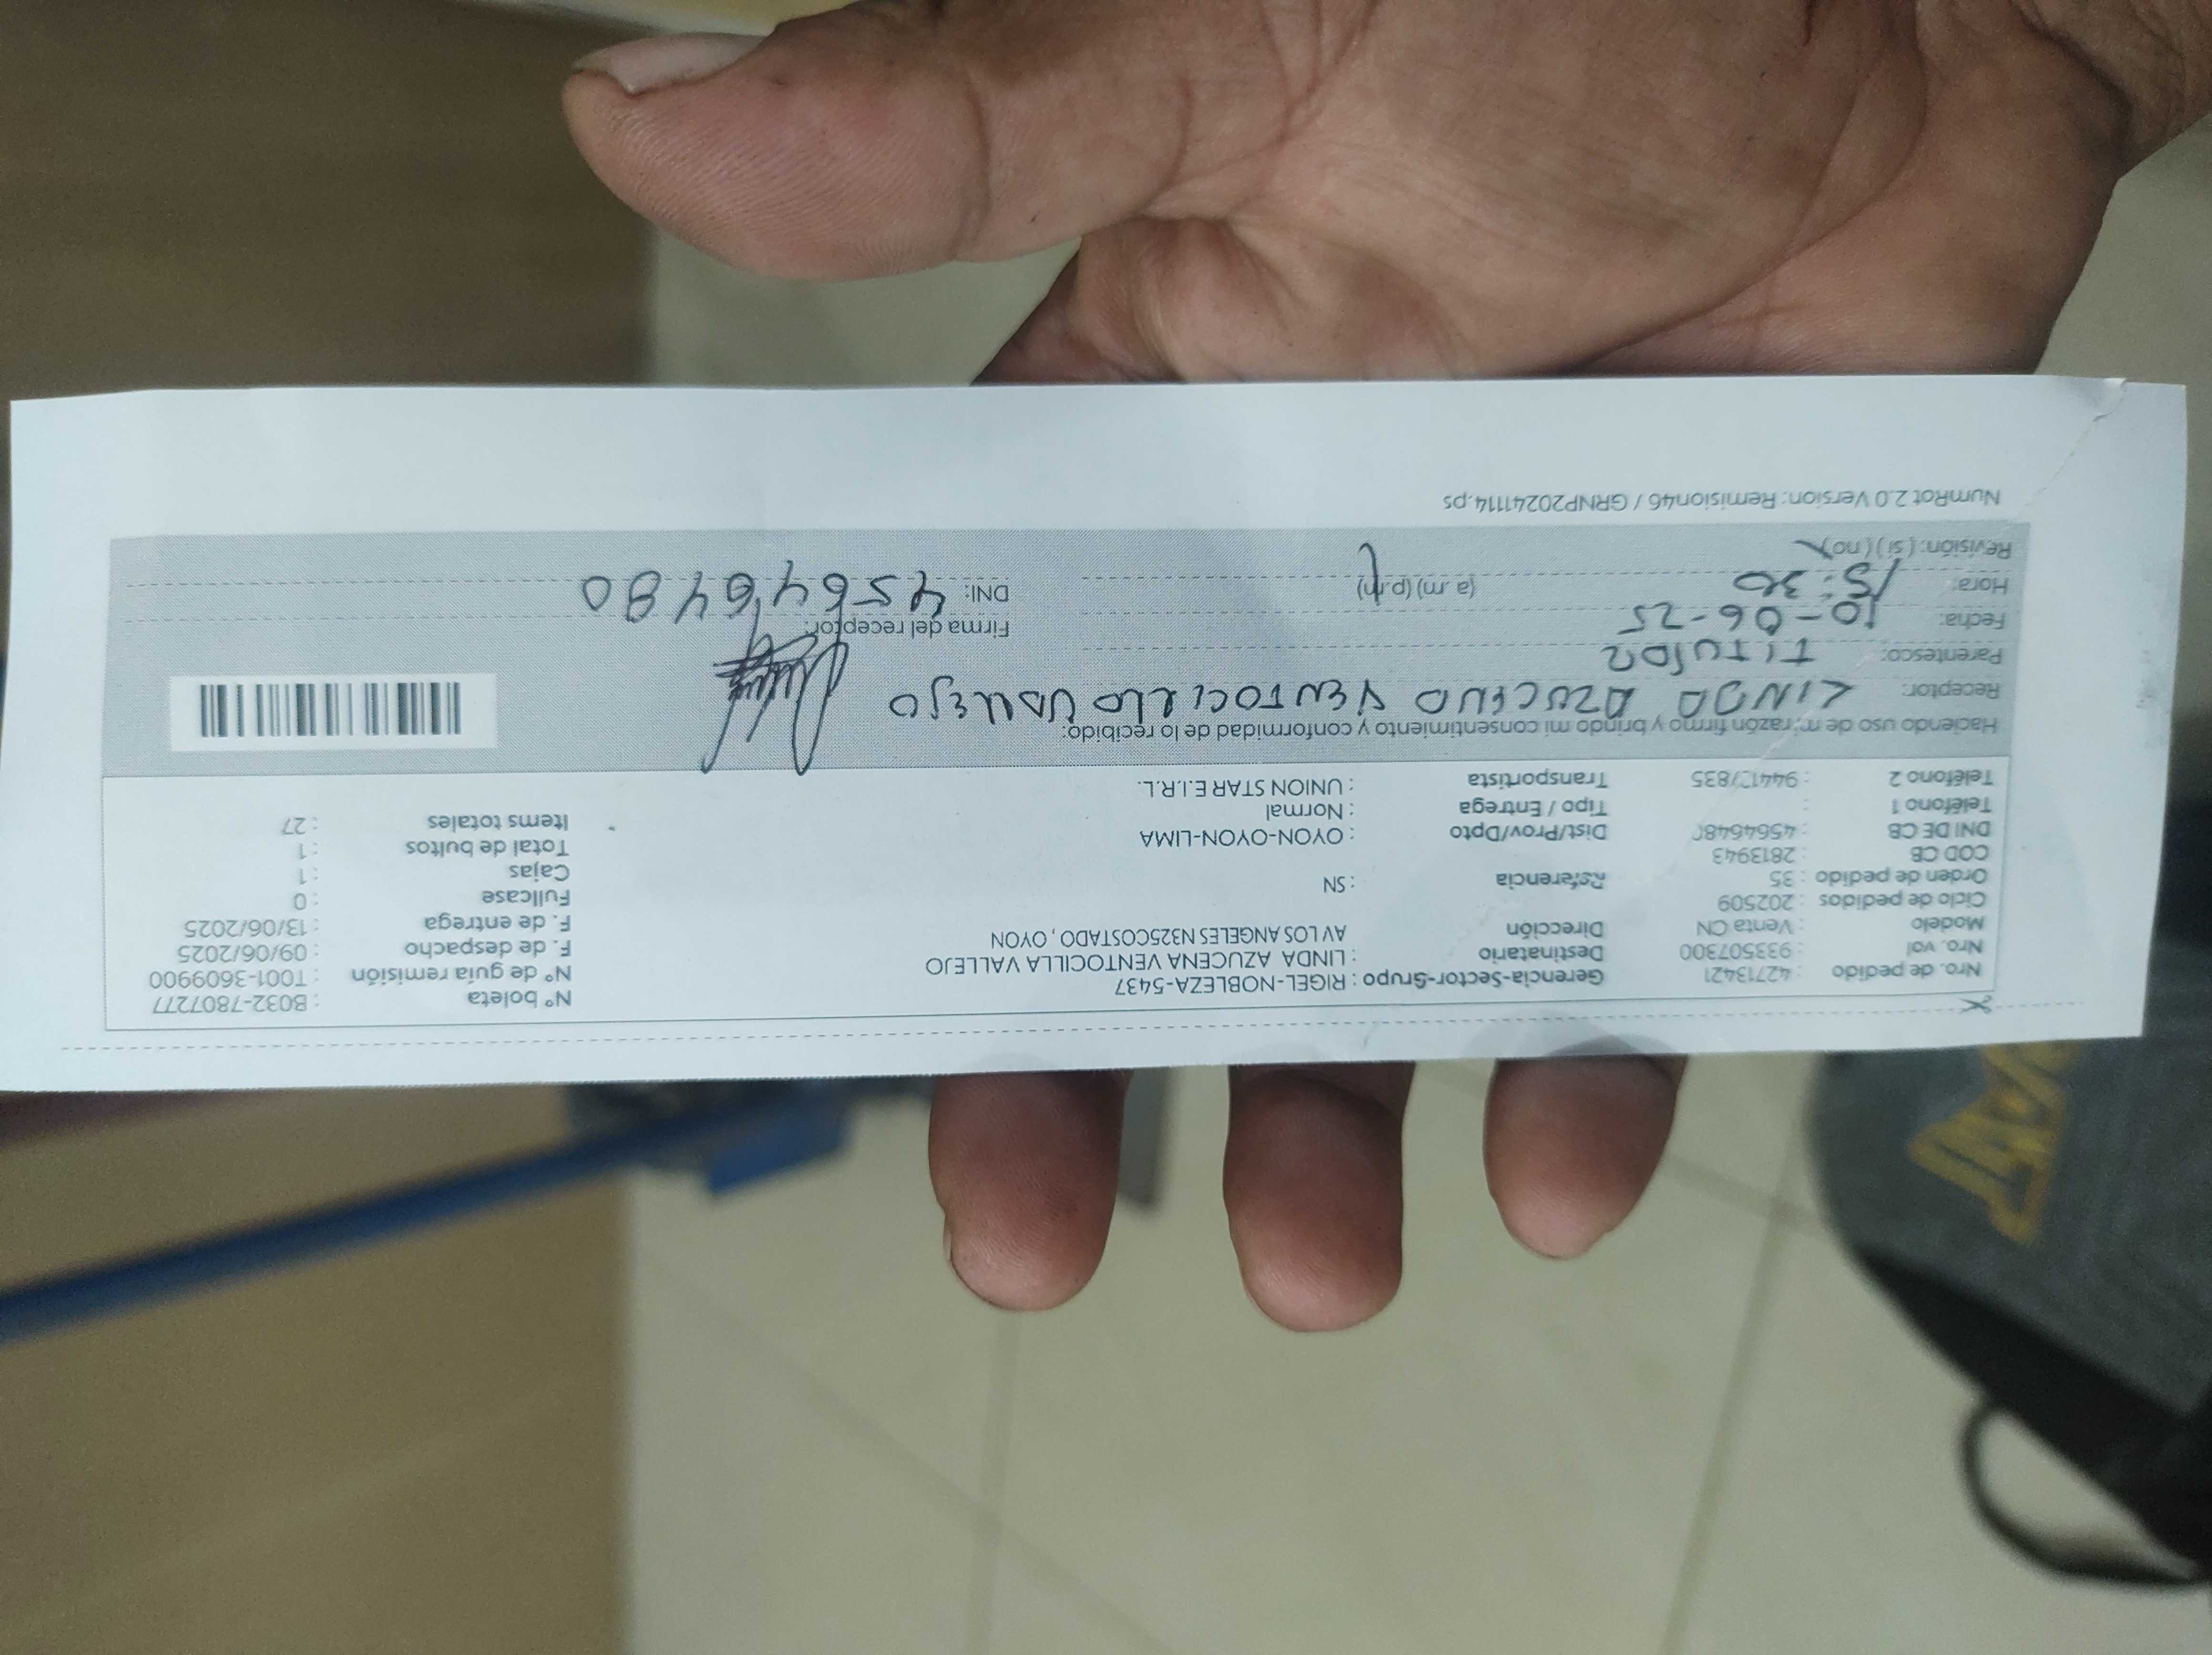 Nro. de pedido : 42713421 Gerencia-Sector-Grupo : RIGEL-NOBLEZA-5437 N° boleta : B032-7807277
Nro. val : 933507300 Destinatario : LINDA AZUCENA VENTOCILLA VALLEJO N° de guía remisión : T001-3609900
Modelo : Venta CN Dirección AV LOS ANGELES N325COSTADO , OYON F. de despacho : 09/06/2025
Ciclo de pedidos : 202509 F. de entrega : 13/06/2025
Orden de pedido : 35 Referencia : SN Fullcase : 0
COD CB : 2813943 Cajas : 1
DNI DE CB : 45646480 Dist/Prov/Dpto : OYON-OYON-LIMA Total de bultos : 1
Teléfono 1 : Tipo / Entrega : Normal Items totales : 27
Teléfono 2 Transportista : UNION STAR E.I.R.L.
Haciendo uso de mi razón firmo y brindo mi consentimiento y conformidad de lo recibido:
Receptor: LINDA AZUCENA VENTOCILLA VALLEJO
Parentesco: TITULAR Firma del receptor:
Fecha: 10-06-25
Hora: 15:30 (a.m) (p.m) DNI: 45646480
Revisión: (si) (no)
NumRot 2.0 Version: Remision46 / GRNP20241114.ps